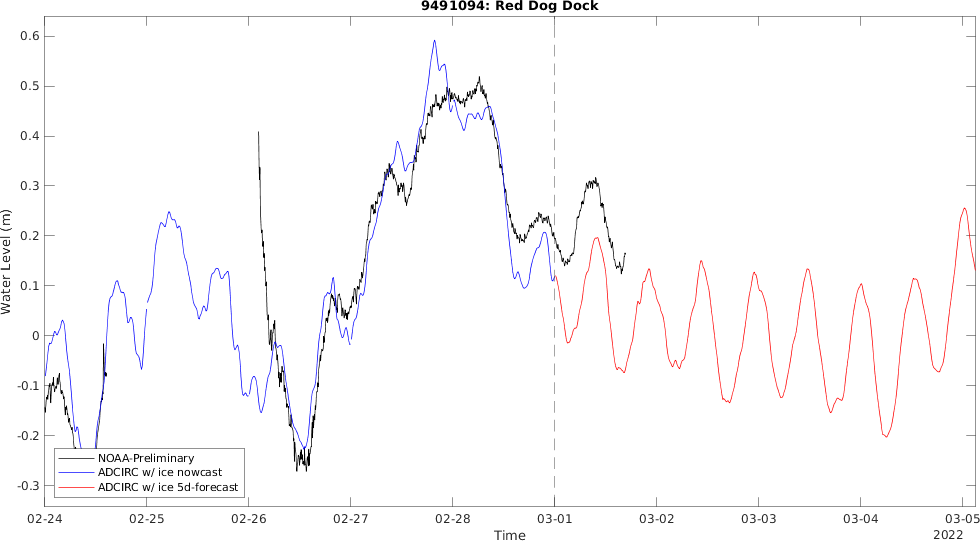 9491094: Red Dog Dock
0.6
0.5
0.4
0.3
0.2
0.1
0
-0.1
-0.2
-0.3
Water Level (m)
NOAA-Preliminary
ADCIRC w/ ice nowcast
ADCIRC w/ ice 5d-forecast
02-24 02-25 02-26 02-27 02-28 03-01 03-02 03-03 03-04 03-05
Time
2022